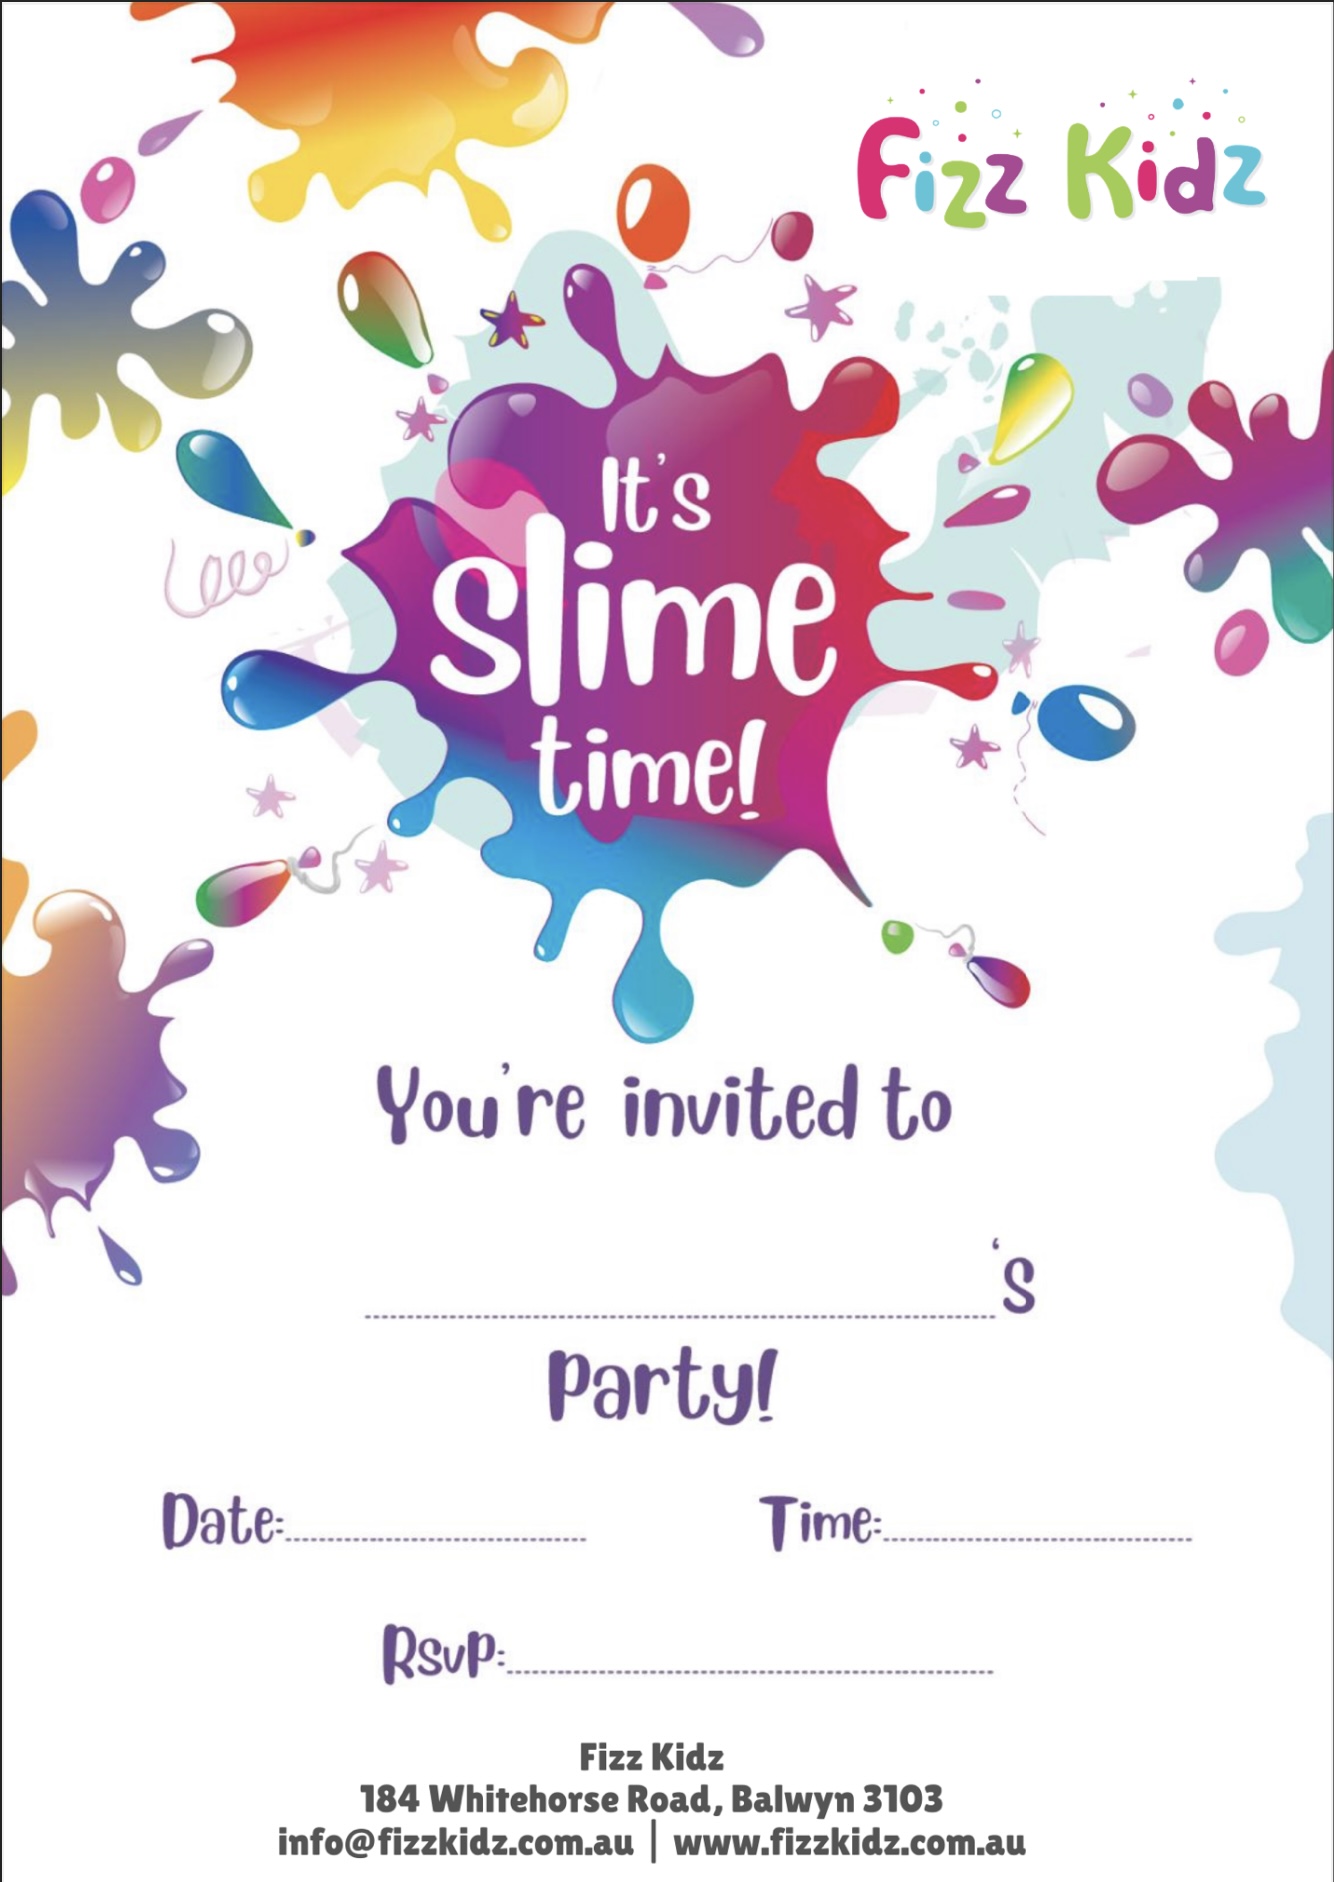 Fizz Kidz
It's
slime
time!
You're invited to
's
Party!
Date: Time:
Rsvp:
Fizz Kidz
184 Whitehorse Road, Balwyn 3103
info@fizzkidz.com.au | www.fizzkidz.com.au